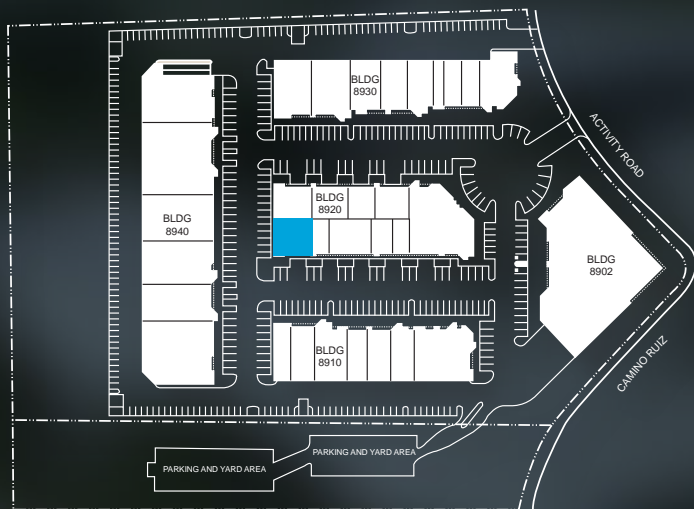 BLDG
8930
ACTIVITY ROAD
BLDG
8920
BLDG
8940
BLDG
8902
BLDG
8910
CAMINO RUIZ
PARKING AND YARD AREA
PARKING AND YARD AREA